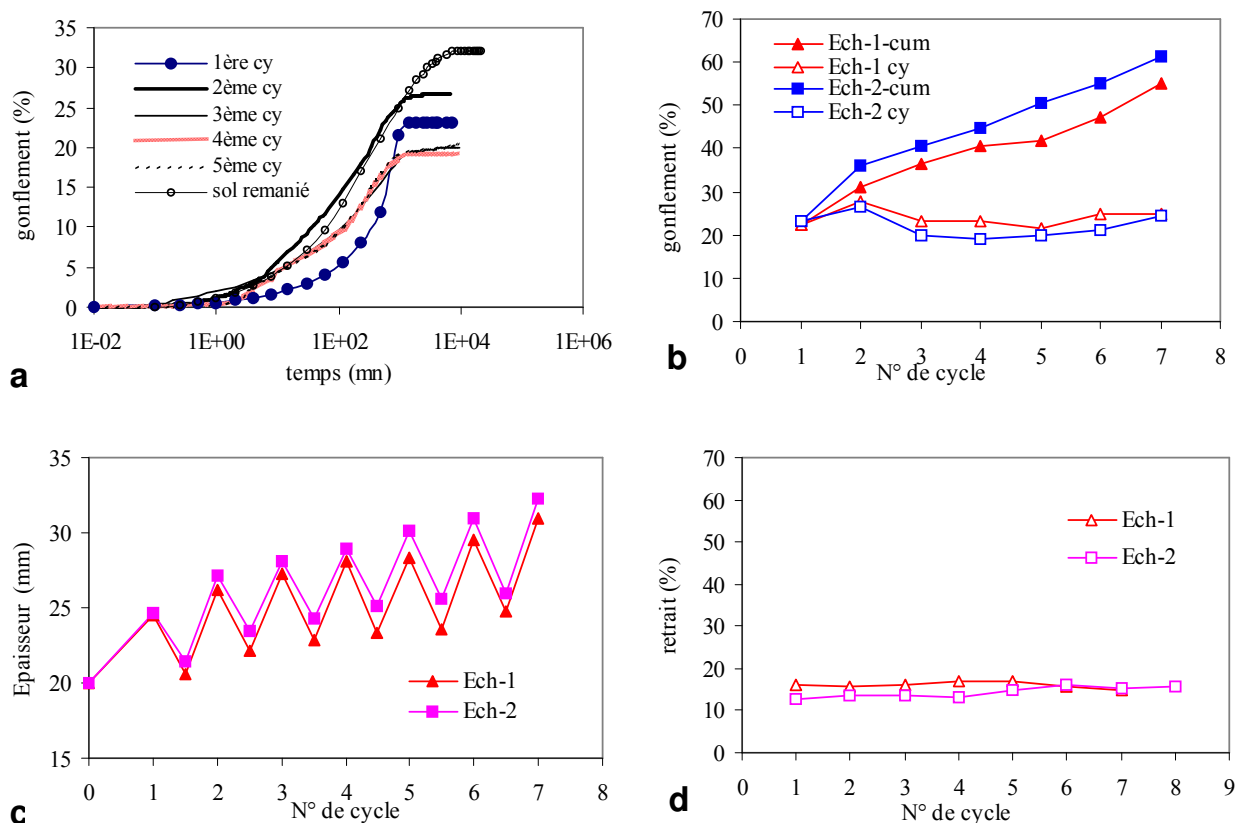 35
30
25
20
15
10
5
0
gonflement (%)
1ère cy
2ème cy
3ème cy
4ème cy
5ème cy
sol remanié
1E-02 1E+00 1E+02 1E+04 1E+06
temps (mn)
a
70
60
50
40
30
20
10
0
gonflement (%)
Ech-1-cum
Ech-1 cy
Ech-2-cum
Ech-2 cy
0 1 2 3 4 5 6 7 8
N° de cycle
b
35
30
25
20
15
Epaisseur (mm)
Ech-1
Ech-2
0 1 2 3 4 5 6 7 8
N° de cycle
c
70
60
50
40
30
20
10
0
retrait (%)
Ech-1
Ech-2
0 1 2 3 4 5 6 7 8 9
N° de cycle
d